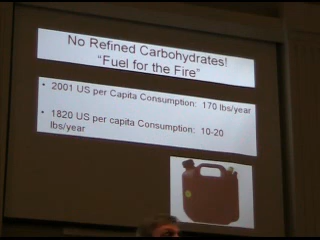 No Refined Carbohydrates!
"Fuel for the Fire"
• 2001 US per Capita Consumption: 170 lbs/year
• 1820 US per capita Consumption: 10-20
lbs/year